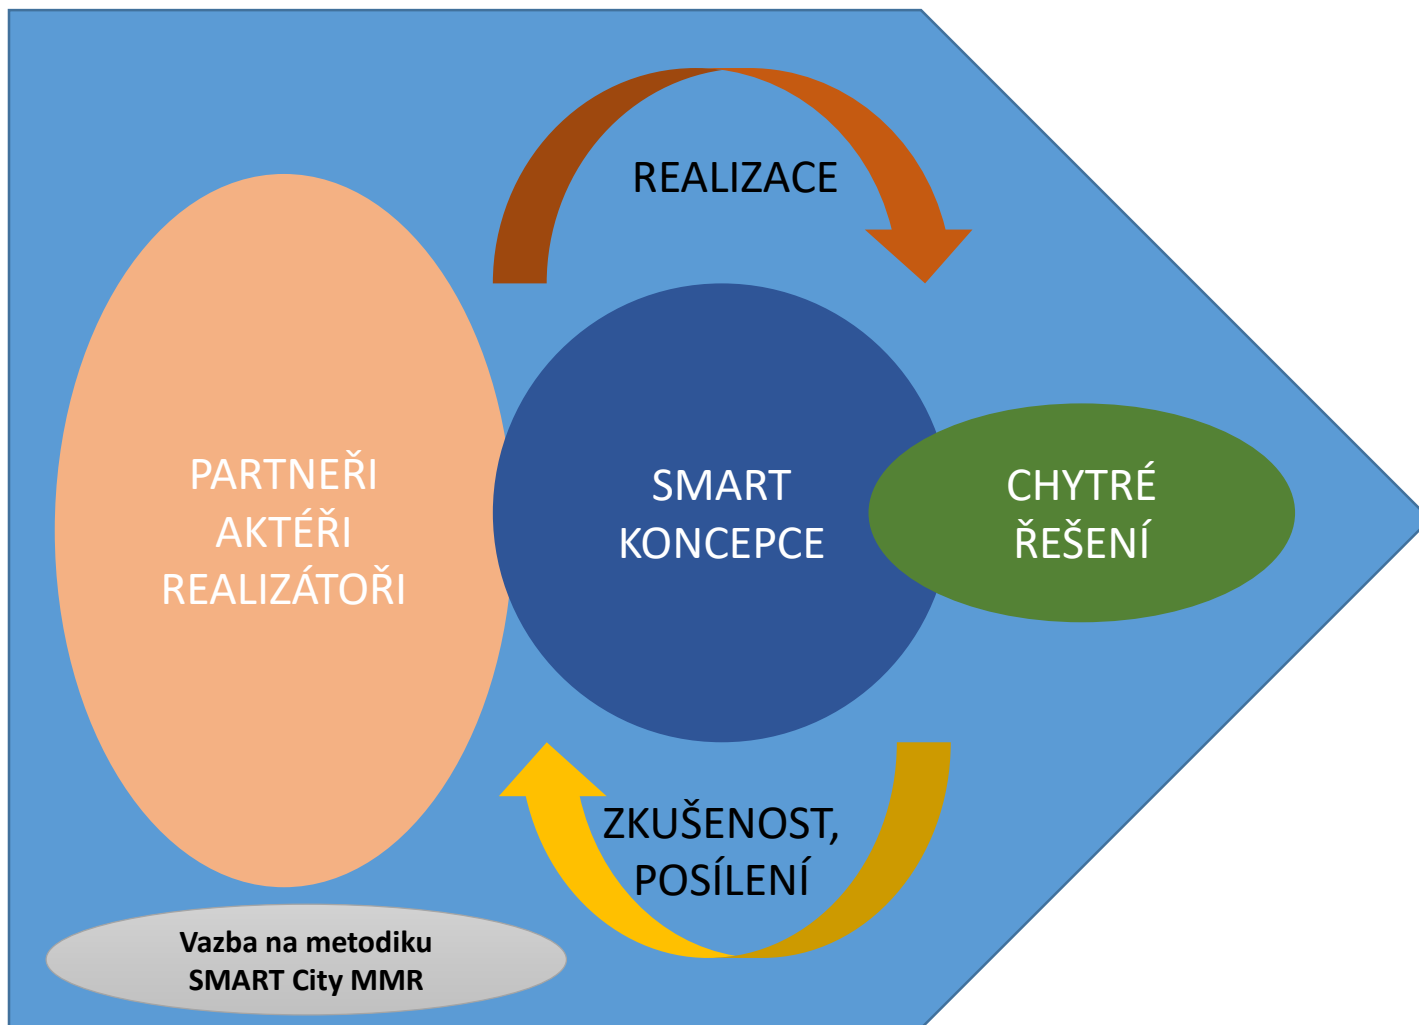 REALIZACE
PARTNEŘI
AKTÉŘI
REALIZÁTOŘI
SMART
KONCEPCE
CHYTRÉ
ŘEŠENÍ
ZKUŠENOST,
POSÍLENÍ
Vazba na metodiku
SMART City MMR